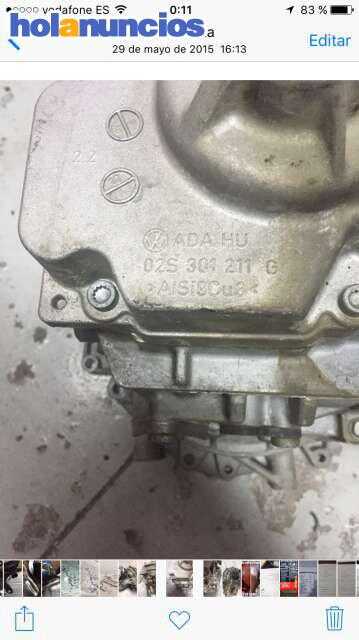 vodafone ES
0:11
83 %
holanuncios.a
29 de mayo de 2015 16:13
Editar
2.2
ADA HU
02S 301 211 G
>AlSi9Cu3<